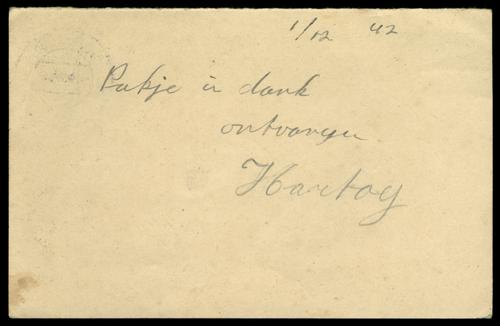 1/12 42
Pakje in dank
ontvangen
Hartog